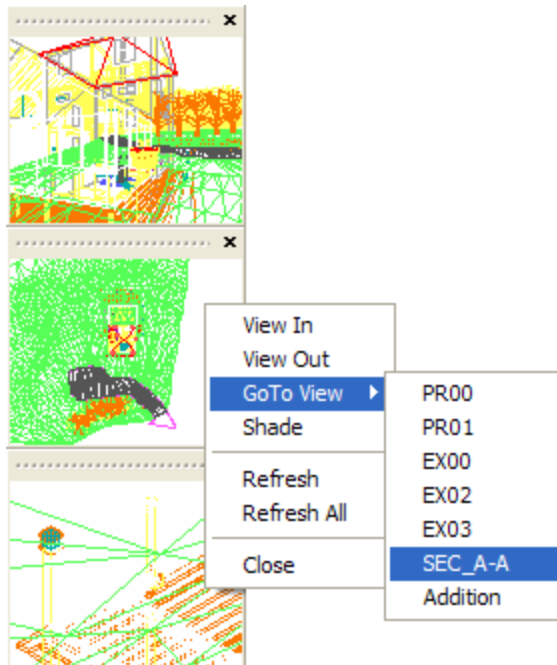 View In
View Out
GoTo View
Shade
Refresh
Refresh All
Close
PR00
PR01
EX00
EX02
EX03
SEC_A-A
Addition